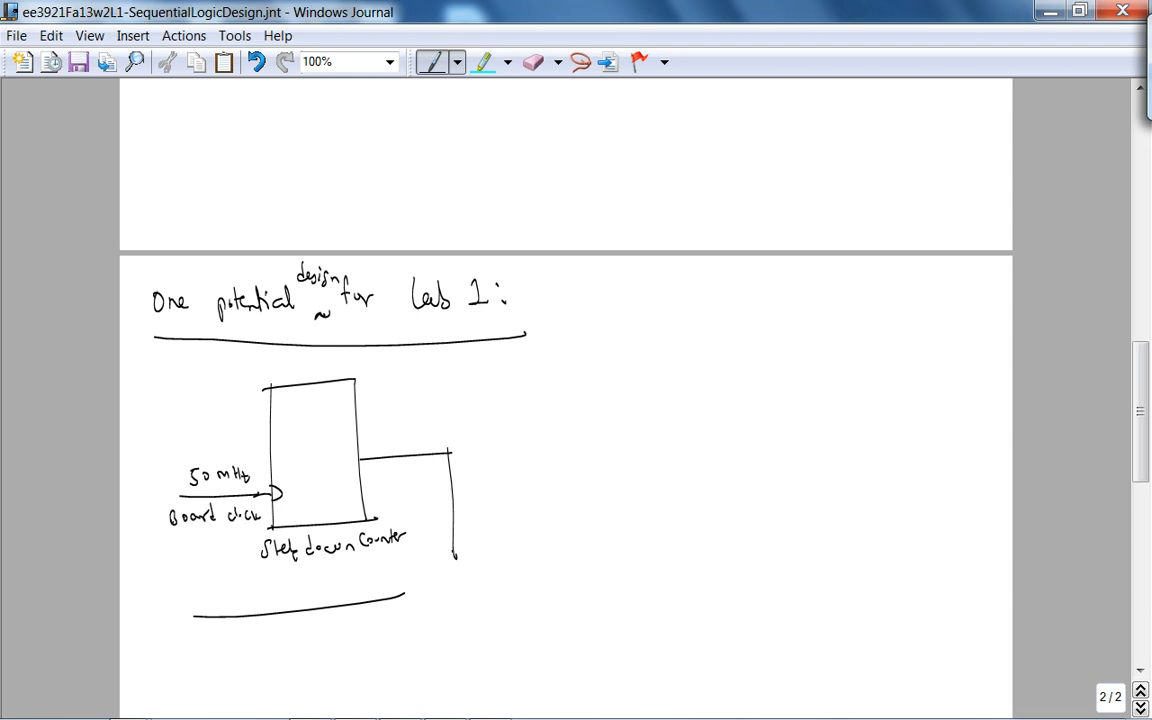 ee3921Fa13w2L1-SequentialLogicDesign.jnt - Windows Journal
File Edit View Insert Actions Tools Help
100%
One potential design for Lab 1:
50 MHz
Board clock
Step down Counter
2 / 2